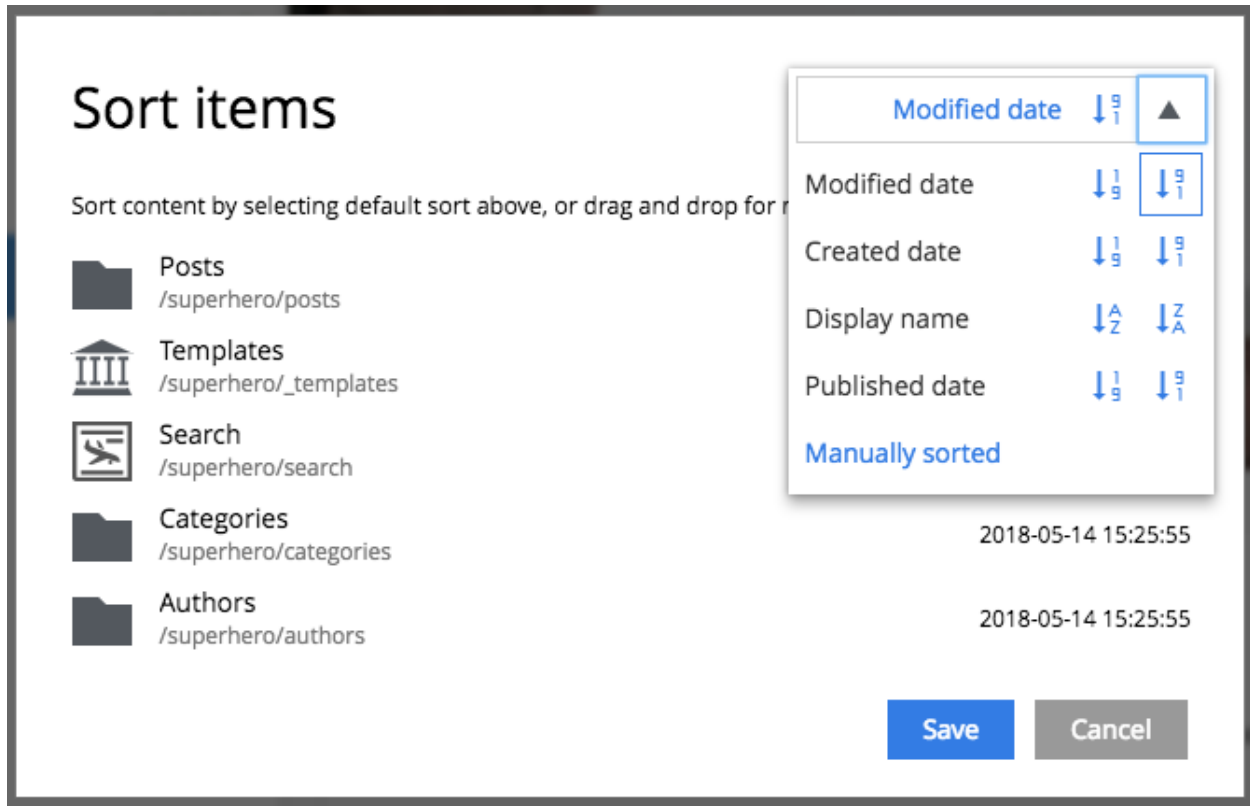 Sort items
Modified date
Sort content by selecting default sort above, or drag and drop for
Modified date
Created date
Display name
Published date
Manually sorted
Posts
/superhero/posts
Templates
/superhero/_templates
Search
/superhero/search
Categories
/superhero/categories
2018-05-14 15:25:55
Authors
/superhero/authors
2018-05-14 15:25:55
Save
Cancel